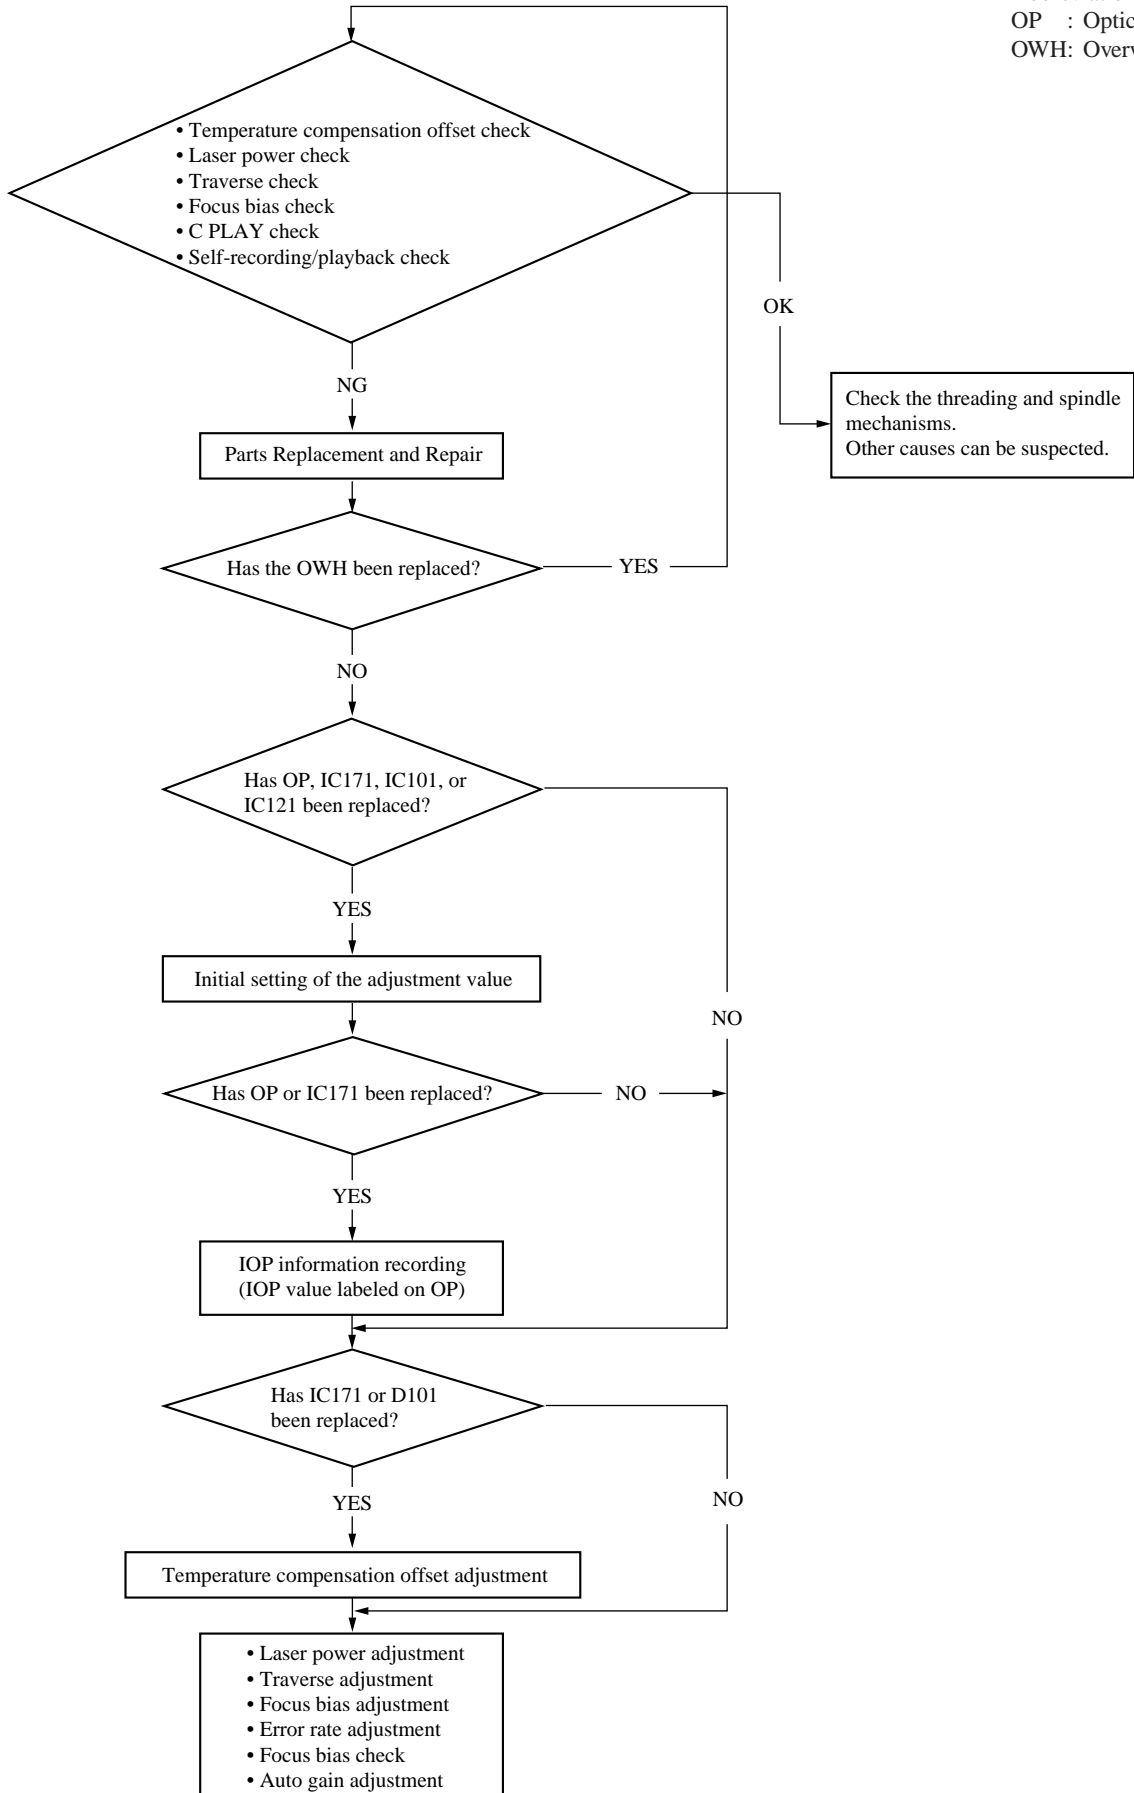 OP : Optic
OWH: Overw
• Temperature compensation offset check
• Laser power check
• Traverse check
• Focus bias check
• C PLAY check
• Self-recording/playback check
OK
NG
Check the threading and spindle
mechanisms.
Other causes can be suspected.
Parts Replacement and Repair
Has the OWH been replaced?
YES
NO
Has OP, IC171, IC101, or
IC121 been replaced?
YES
Initial setting of the adjustment value
NO
Has OP or IC171 been replaced?
NO
YES
IOP information recording
(IOP value labeled on OP)
Has IC171 or D101
been replaced?
YES
NO
Temperature compensation offset adjustment
• Laser power adjustment
• Traverse adjustment
• Focus bias adjustment
• Error rate adjustment
• Focus bias check
• Auto gain adjustment